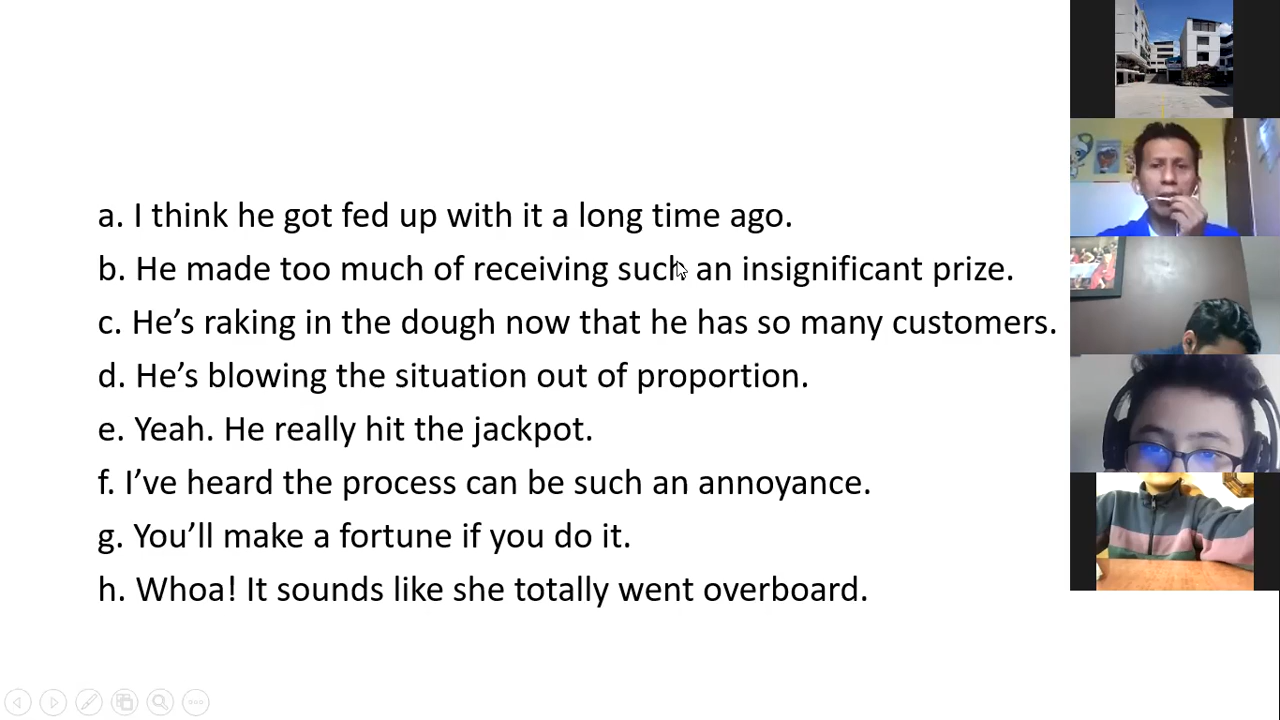 a. I think he got fed up with it a long time ago.
b. He made too much of receiving such an insignificant prize.
c. He’s raking in the dough now that he has so many customers.
d. He’s blowing the situation out of proportion.
e. Yeah. He really hit the jackpot.
f. I’ve heard the process can be such an annoyance.
g. You’ll make a fortune if you do it.
h. Whoa! It sounds like she totally went overboard.